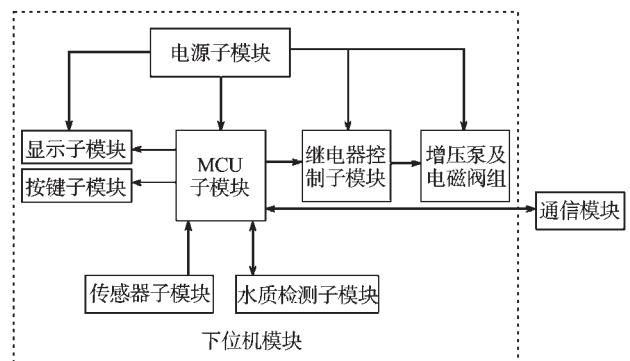 电源子模块
显示子模块
按键子模块
MCU
子模块
继电器控
制子模块
增压泵及
电磁阀组
通信模块
传感器子模块
水质检测子模块
下位机模块